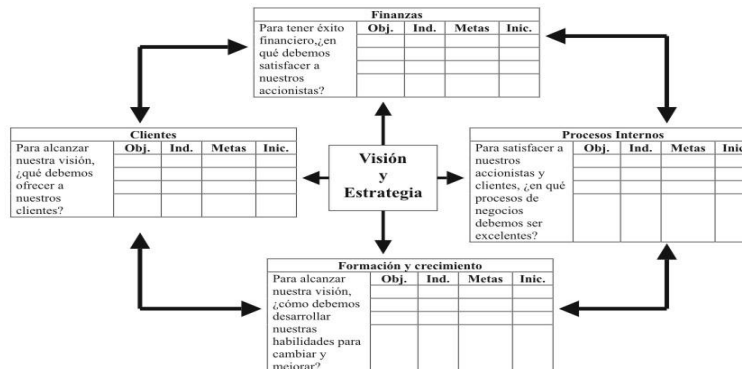 Finanzas
Para tener éxito
financiero,¿en
qué debemos
satisfacer a
nuestros
accionistas?
Obj. Ind. Metas Inic.
Clientes
Para alcanzar
nuestra visión,
¿qué debemos
ofrecer a
nuestros
clientes?
Obj. Ind. Metas Inic.
Visión
y
Estrategia
Procesos Internos
Para satisfacer a
nuestros
accionistas y
clientes, ¿en qué
procesos de
negocios
debemos ser
excelentes?
Obj. Ind. Metas Inic
Formación y crecimiento
Para alcanzar
nuestra visión,
¿cómo debemos
desarrollar
nuestras
habilidades para
cambiar y
mejorar?
Obj. Ind. Metas Inic.